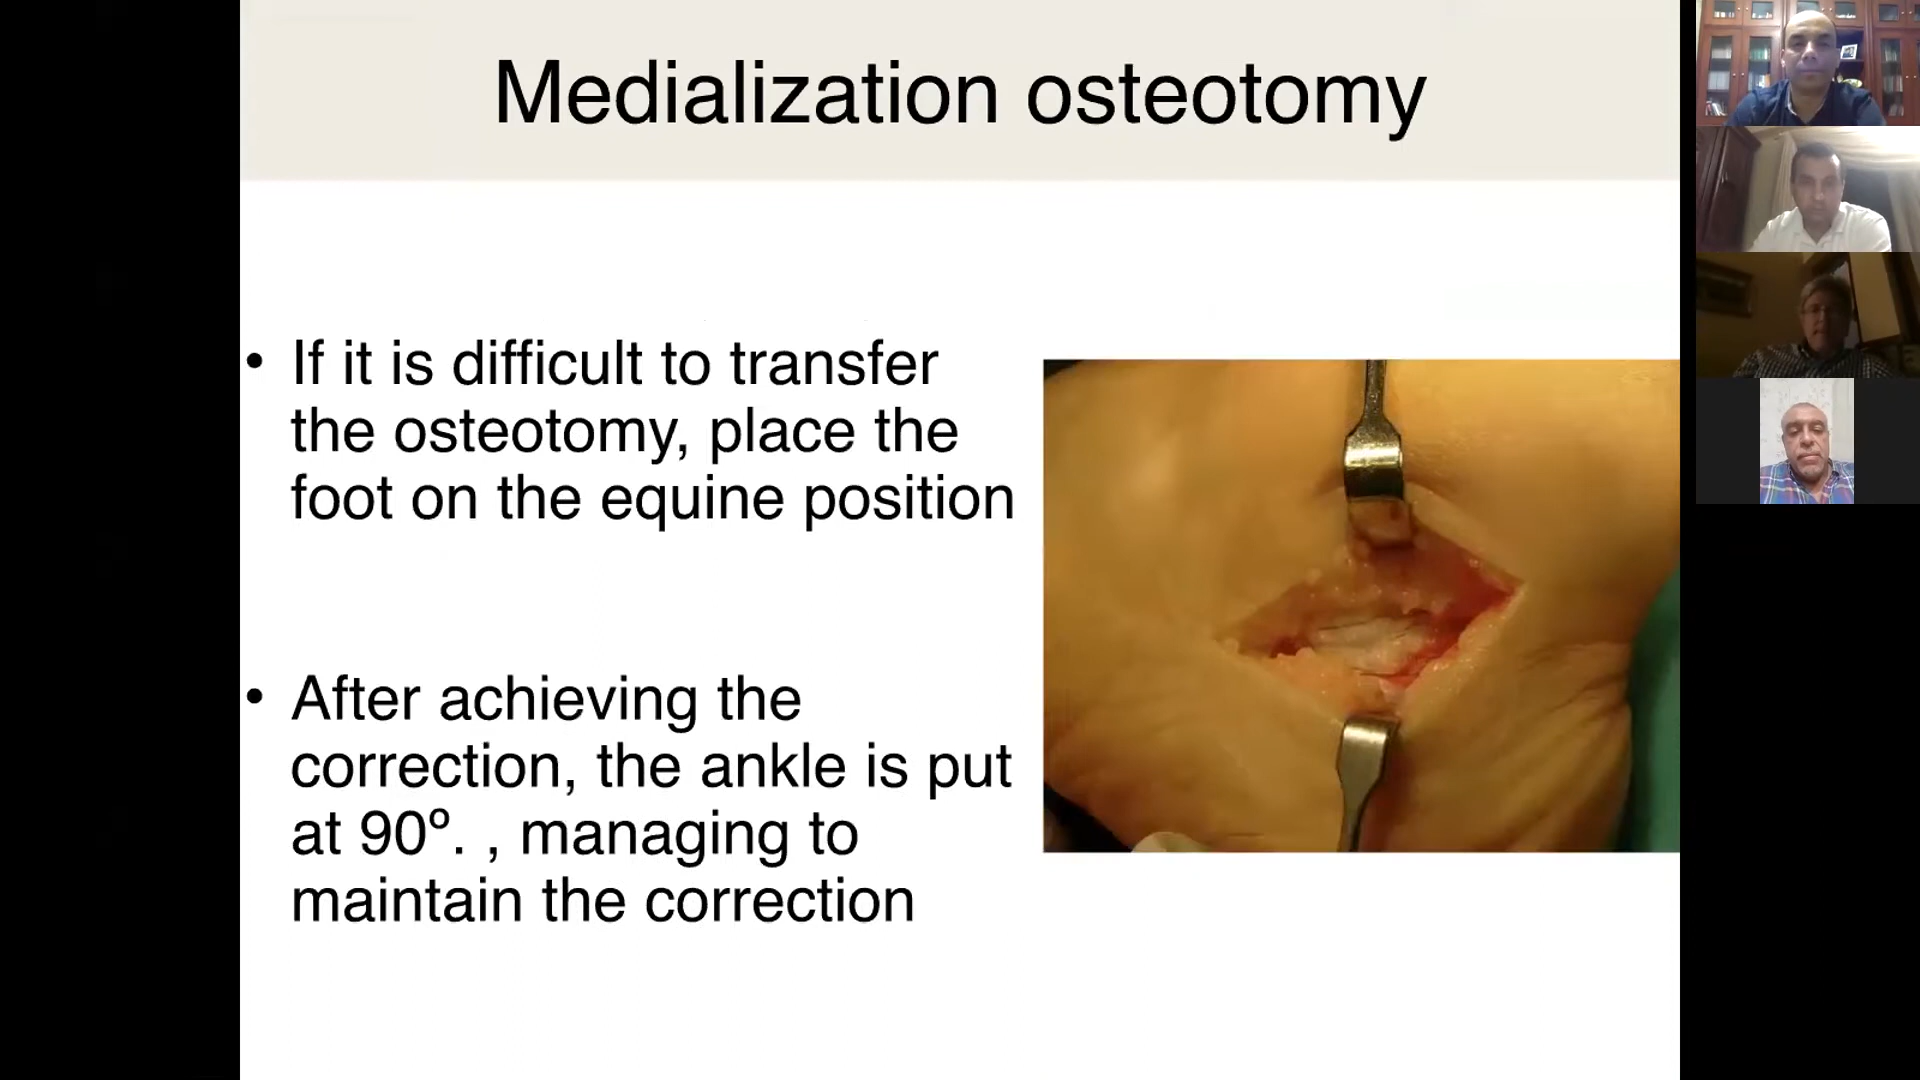 Medialization osteotomy
• If it is difficult to transfer
the osteotomy, place the
foot on the equine position
• After achieving the
correction, the ankle is put
at 90º. , managing to
maintain the correction